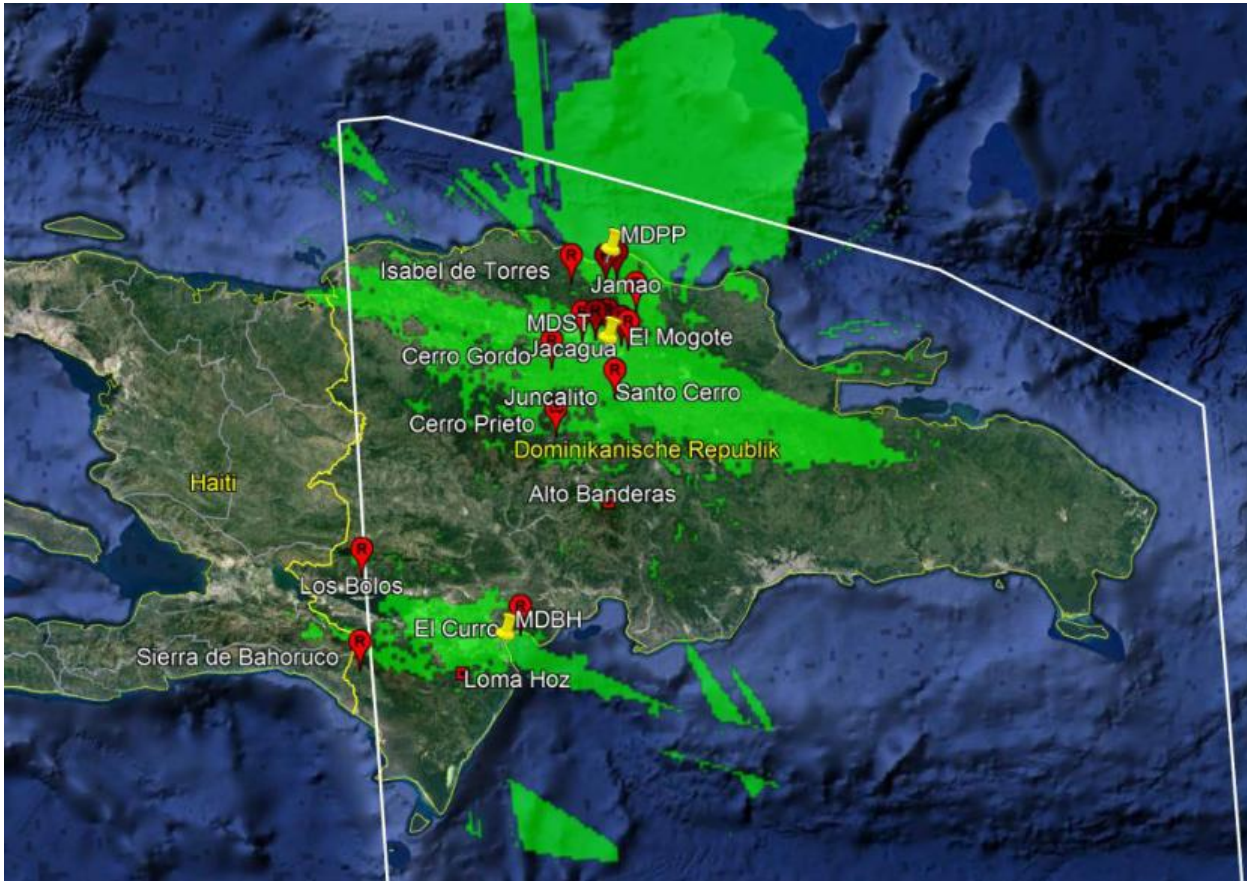 MDPP
Isabel de Torres
Jamao
MDST
El Mogote
Cerro Gordo
Jacagua
Juncalito
Santo Cerro
Cerro Prieto
Dominikanische Republik
Haiti
Alto Banderas
Los Bolos
El Curro
MDBH
Sierra de Bahoruco
Loma Hoz
R
R
R
R
R
R
R
R